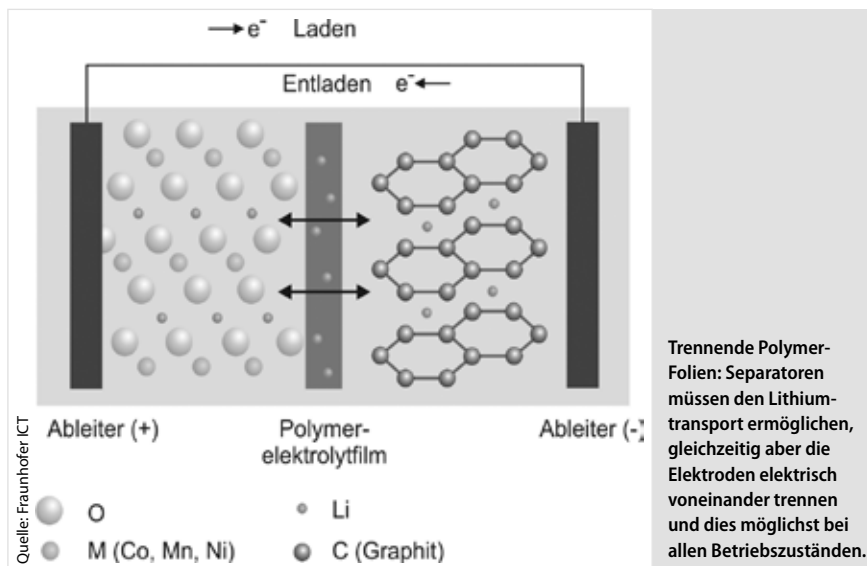 → e⁻ Laden
Entladen e⁻ ←
Ableiter (+)
Polymer-
elektrolytfilm
Ableiter (-)
O
Li
M (Co, Mn, Ni)
C (Graphit)
Quelle: Fraunhofer ICT
Trennende Polymer-
Folien: Separatoren
müssen den Lithium-
transport ermöglichen,
gleichzeitig aber die
Elektroden elektrisch
voneinander trennen
und dies möglichst bei
allen Betriebszuständen.